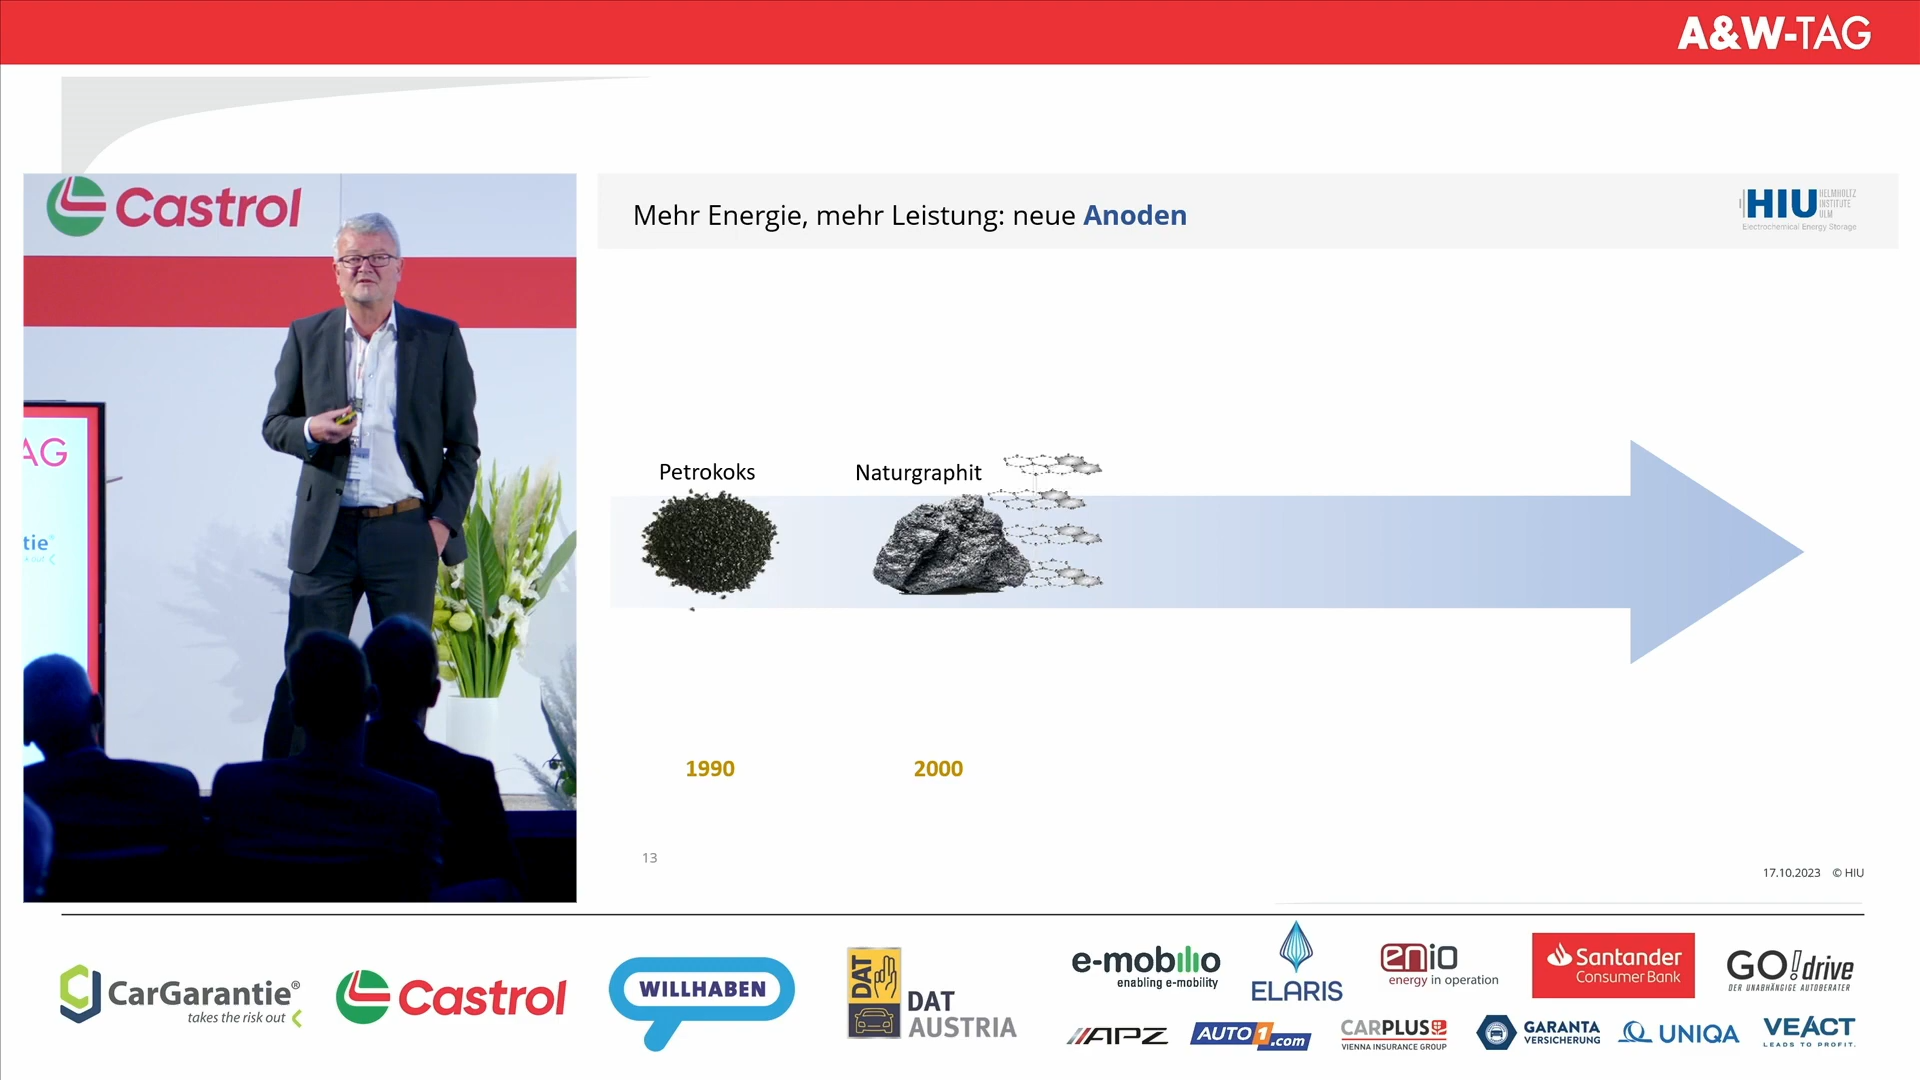 A&W-TAG
Castrol
AG
tie
Mehr Energie, mehr Leistung: neue Anoden
HIU
HELMHOLTZ
INSTITUTE
ULM
Electrochemical Energy Storage
Petrokoks
Naturgraphit
1990
2000
13
17.10.2023 © HIU
CarGarantie®
takes the risk out
Castrol
WILLHABEN
DAT
DAT
AUSTRIA
e-mobilio
enabling e-mobility
ELARIS
enio
energy in operation
Santander
Consumer Bank
GO!drive
DER UNABHÄNGIGE AUTOBERATER
APZ
AUTO1.com
CARPLUS
VIENNA INSURANCE GROUP
GARANTA
VERSICHERUNG
UNIQA
VEACT
LEADS TO PROFIT.